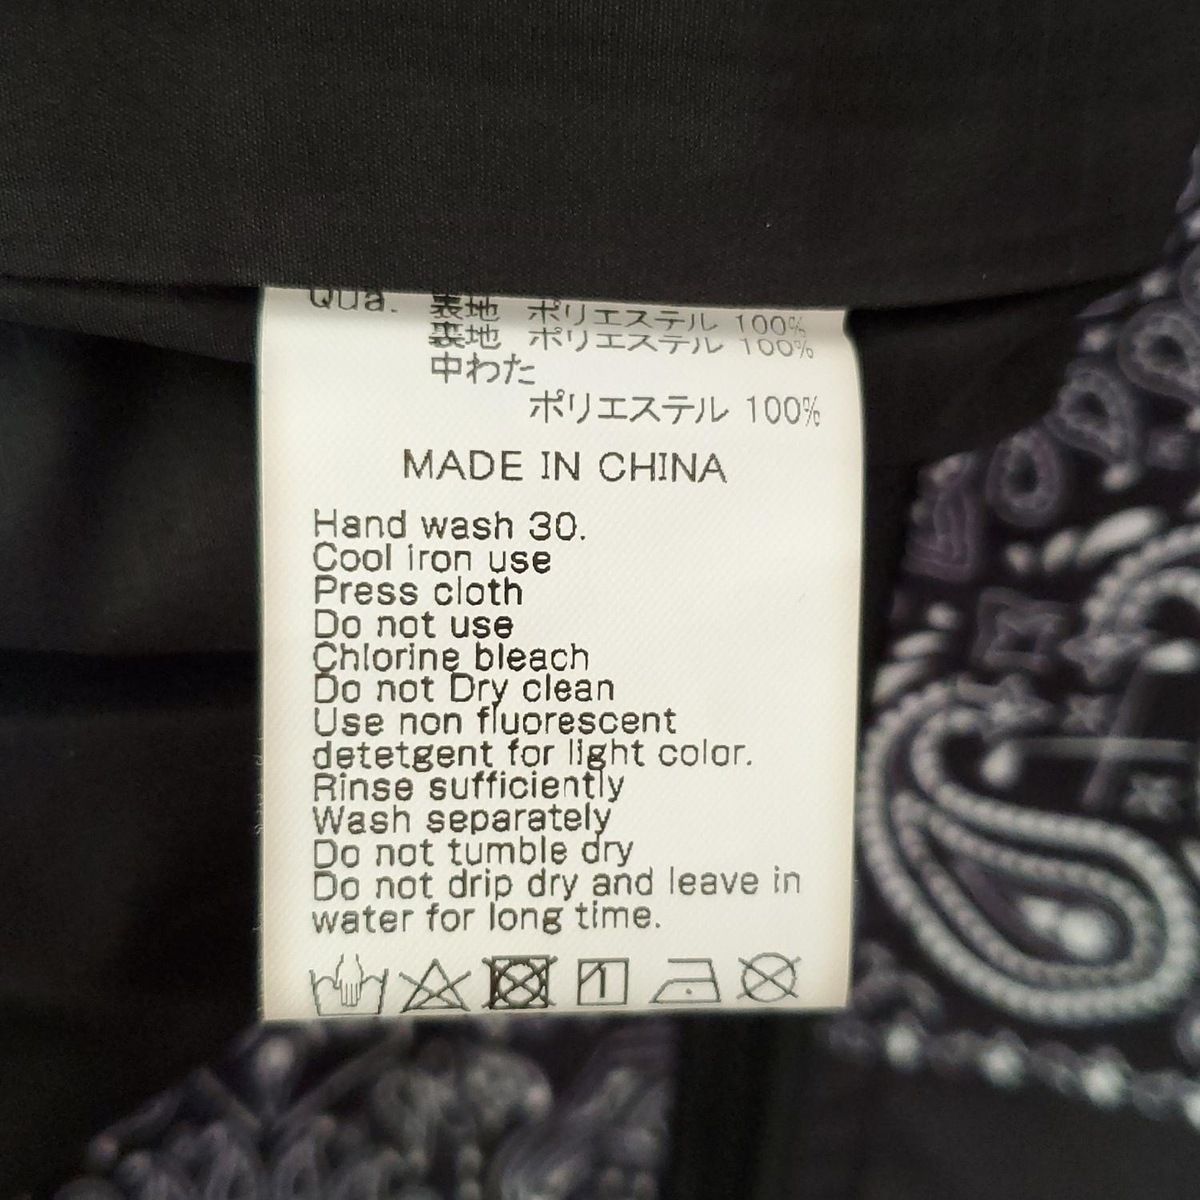 Qua. 表地 ポリエステル 100%
裏地 ポリエステル 100%
中わた
ポリエステル 100%
MADE IN CHINA
Hand wash 30.
Cool iron use
Press cloth
Do not use
Chlorine bleach
Do not Dry clean
Use non fluorescent
detetgent for light color.
Rinse sufficiently
Wash separately
Do not tumble dry
Do not drip dry and leave in
water for long time.